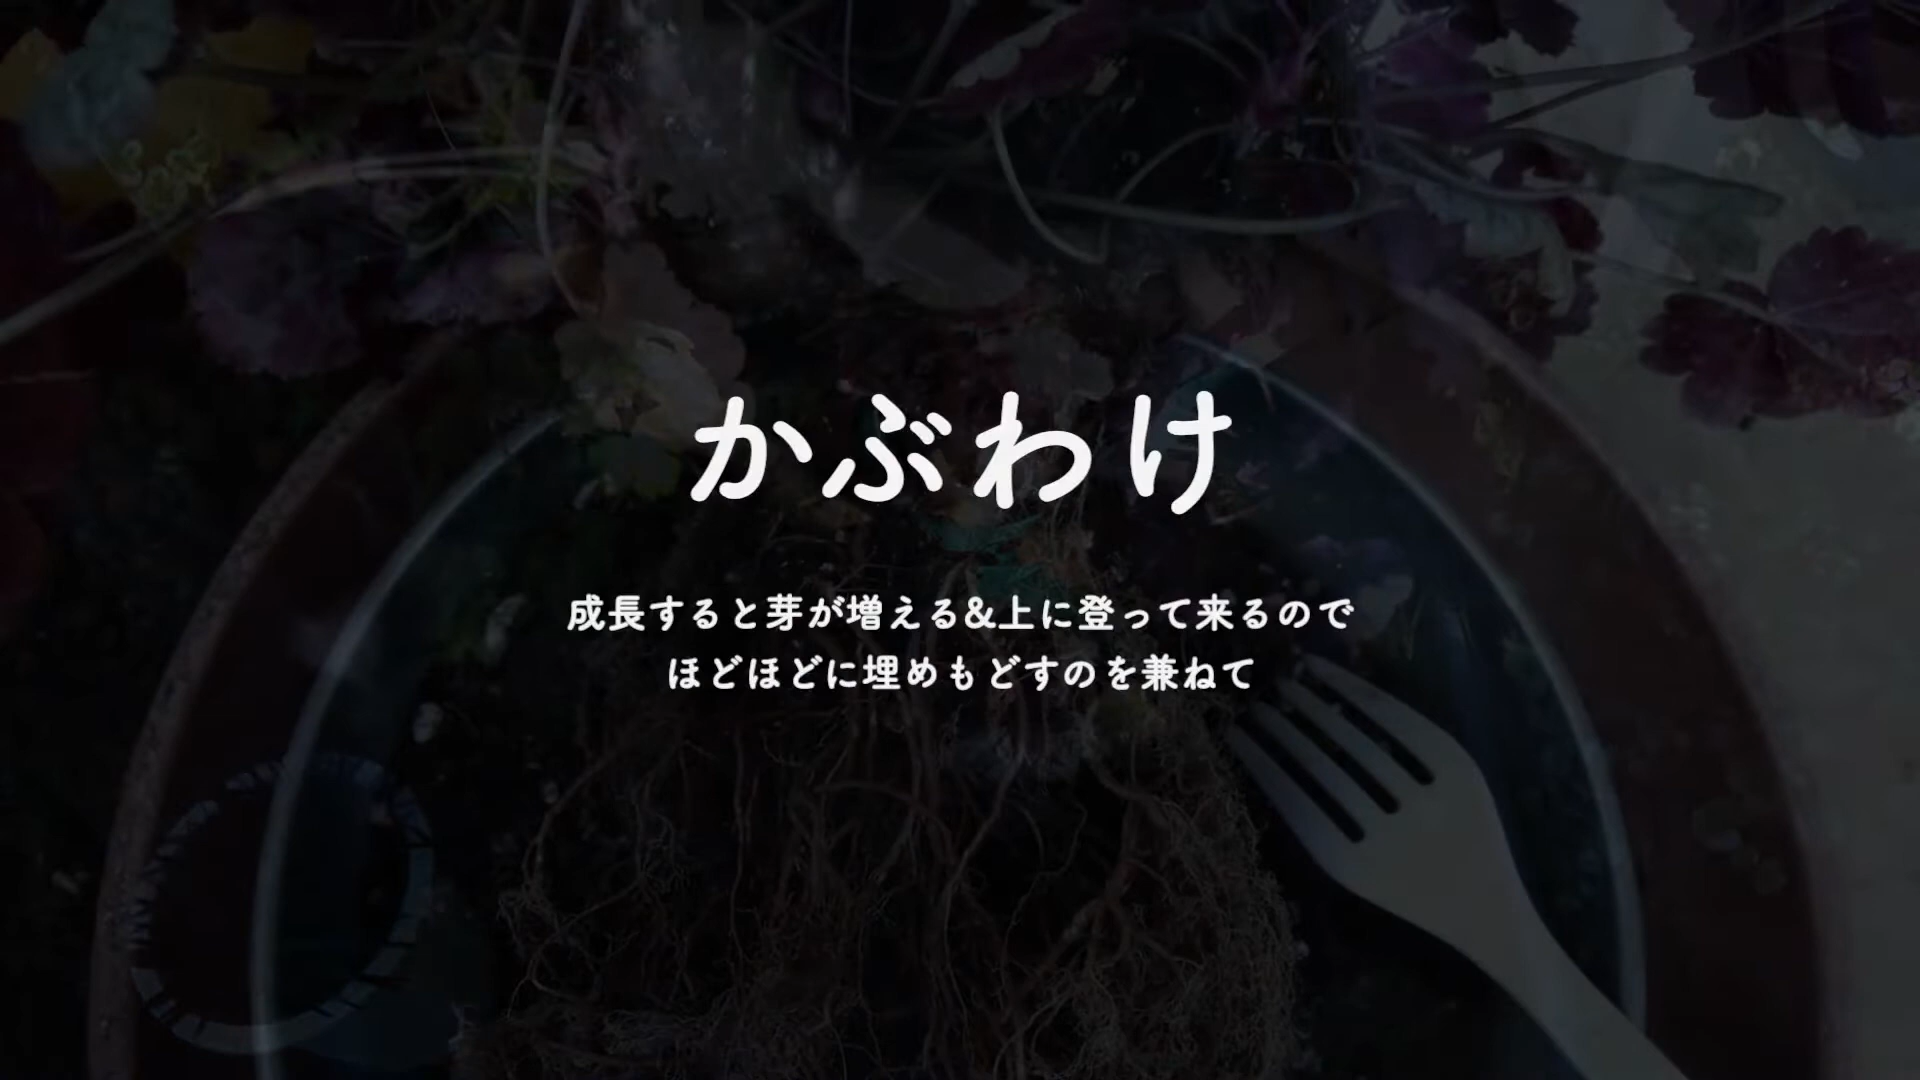 かぶわけ
成長すると芽が増える&上に登って来るので
ほどほどに埋めもどすのを兼ねて